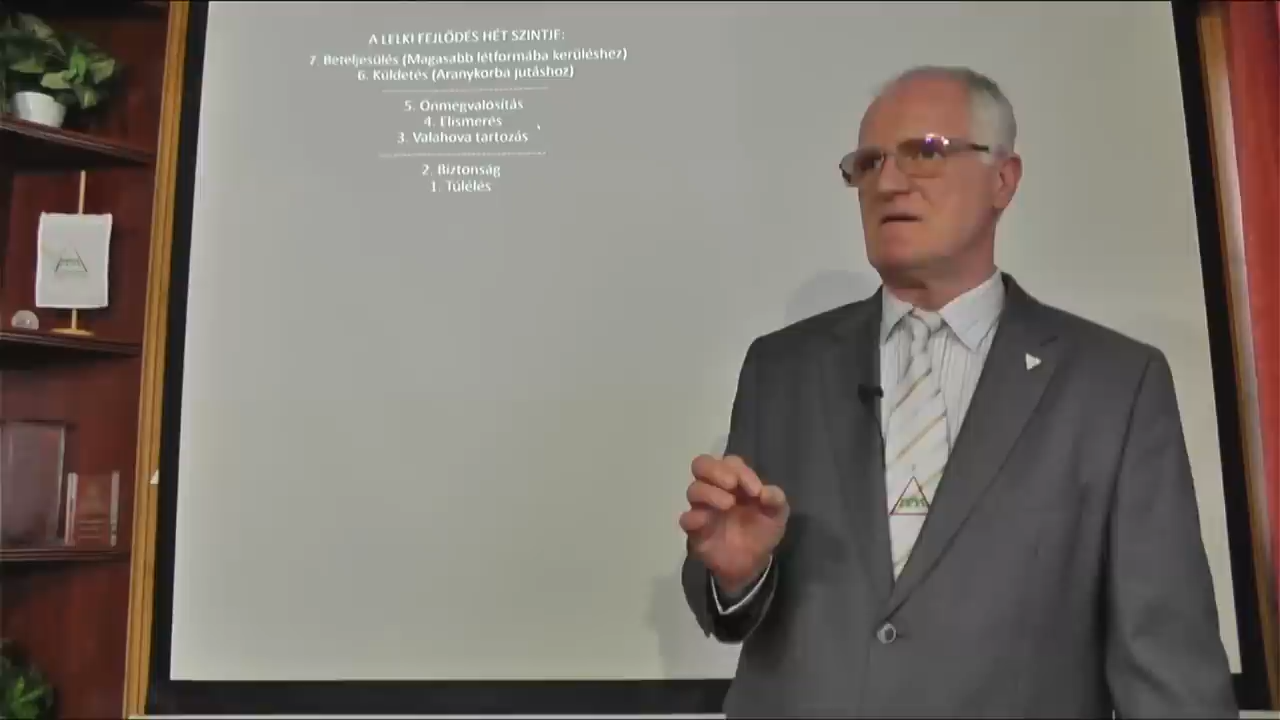 A LELKI FEJLŐDÉS HÉT SZINTJE:
7. Beteljesülés (Magasabb létformába kerüléshez)
6. Küldetés (Aranykorba jutáshoz)
5. Önmegvalósítás
4. Elismerés
3. Valahova tartozás
2. Biztonság
1. Túlélés